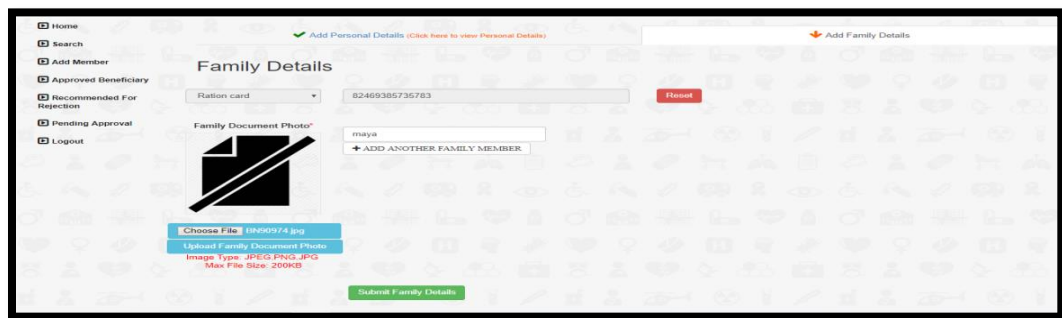 Home
Search
Add Member
Approved Beneficiary
Recommended For
Rejection
Pending Approval
Logout
Add Personal Details (Click here to view Personal Details)
Add Family Details
Family Details
Ration card
82469385735783
Reset
Family Document Photo*
maya
+ ADD ANOTHER FAMILY MEMBER
Choose File BN90974.jpg
Upload Family Document Photo
Image Type: JPEG,PNG,JPG
Max File Size: 200KB
Submit Family Details